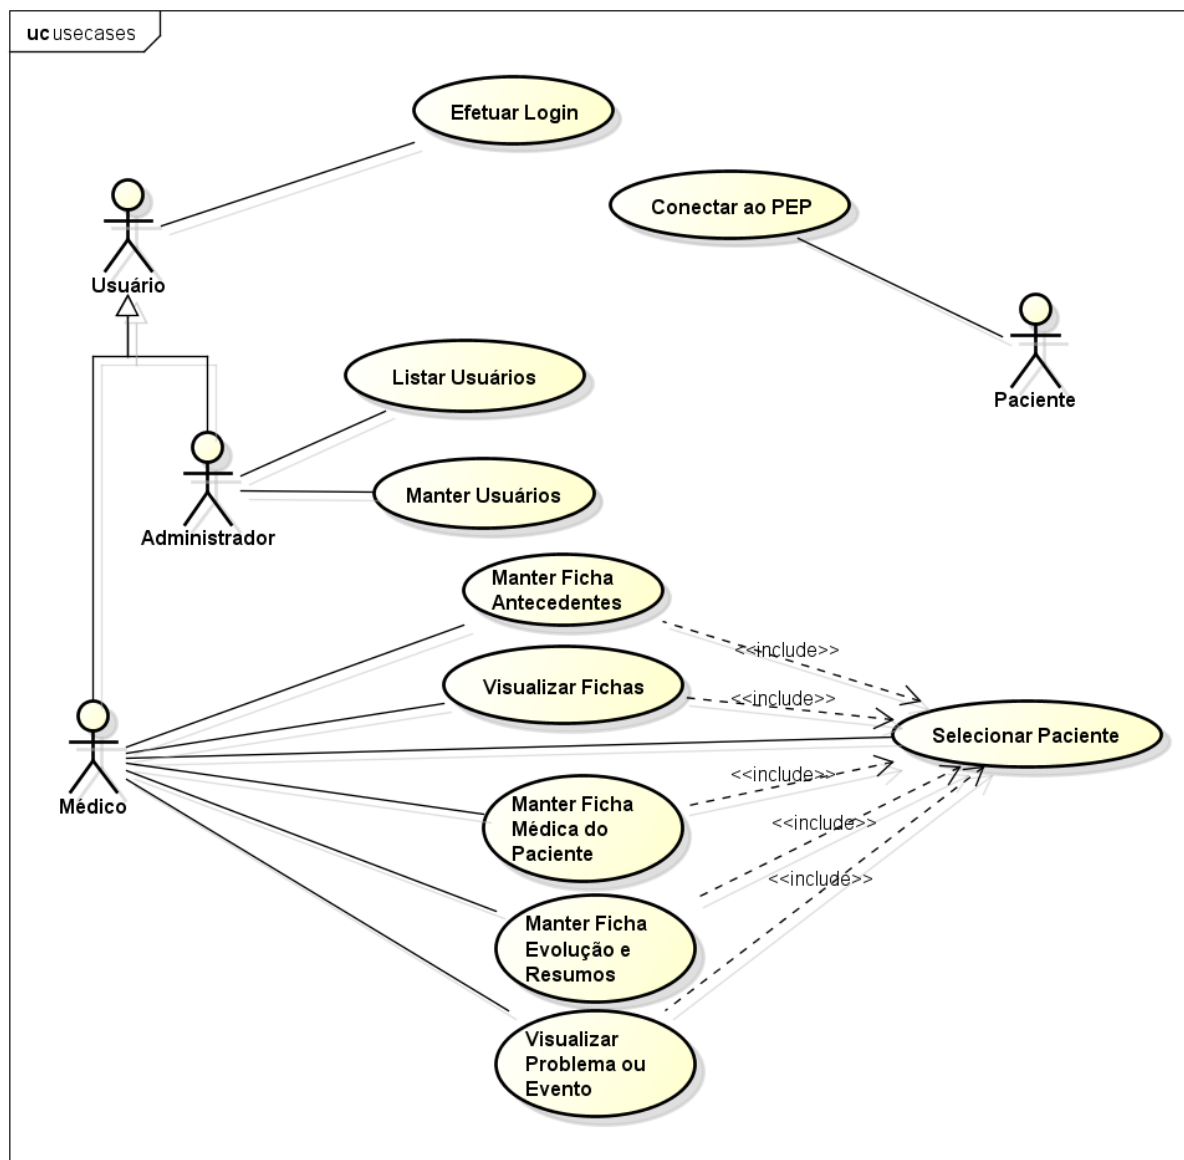 uc usecases
Efetuar Login
Conectar ao PEP
Usuário
Paciente
Listar Usuários
Manter Usuários
Administrador
Manter Ficha
Antecedentes
<<include>>
Visualizar Fichas
<<include>>
Selecionar Paciente
Médico
<<include>>
Manter Ficha
Médica do
Paciente
<<include>>
<<include>>
Manter Ficha
Evolução e
Resumos
Visualizar
Problema ou
Evento